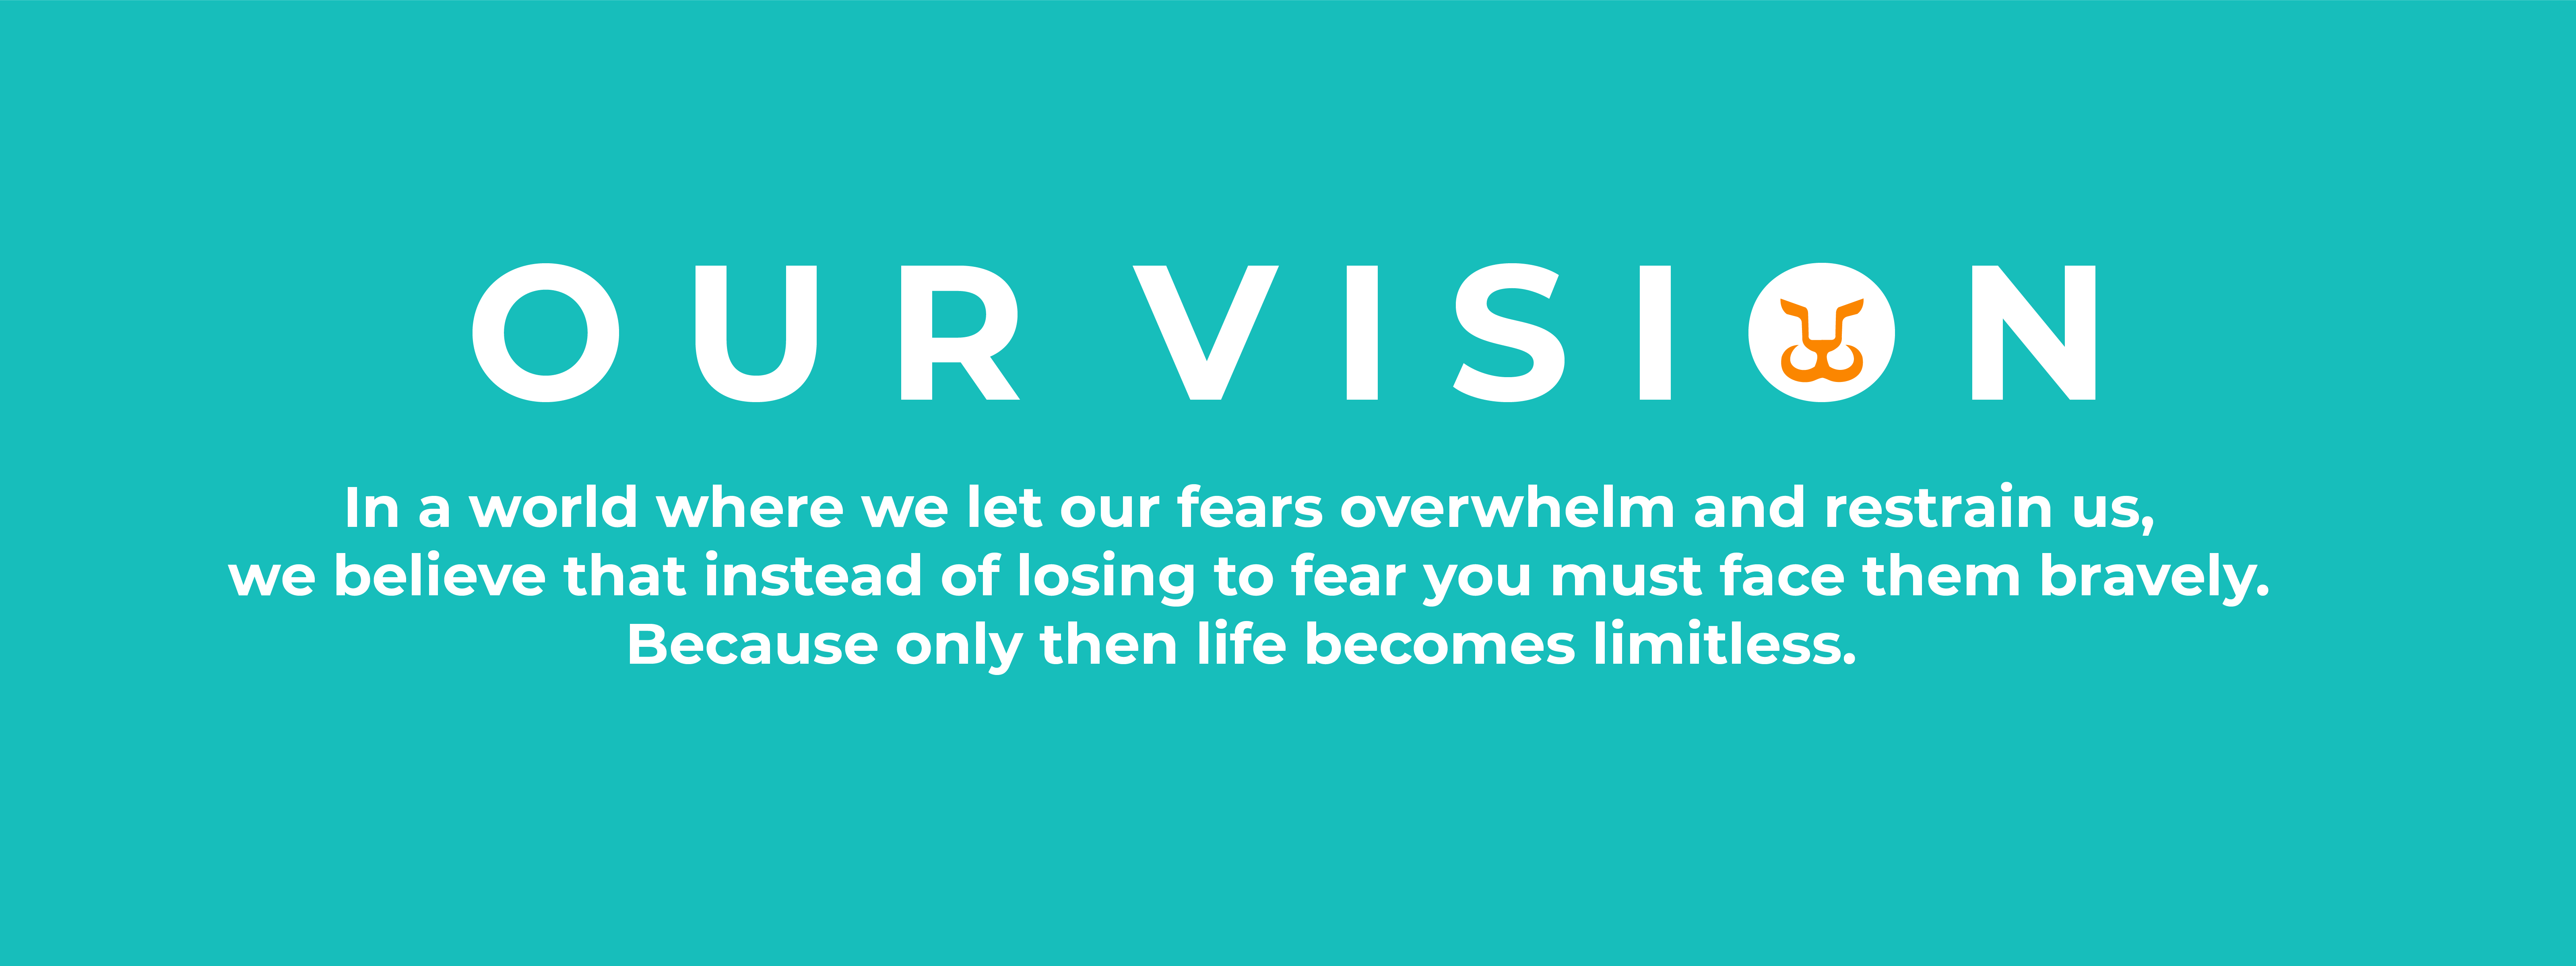 OUR VISION
In a world where we let our fears overwhelm and restrain us,
we believe that instead of losing to fear you must face them bravely.
Because only then life becomes limitless.